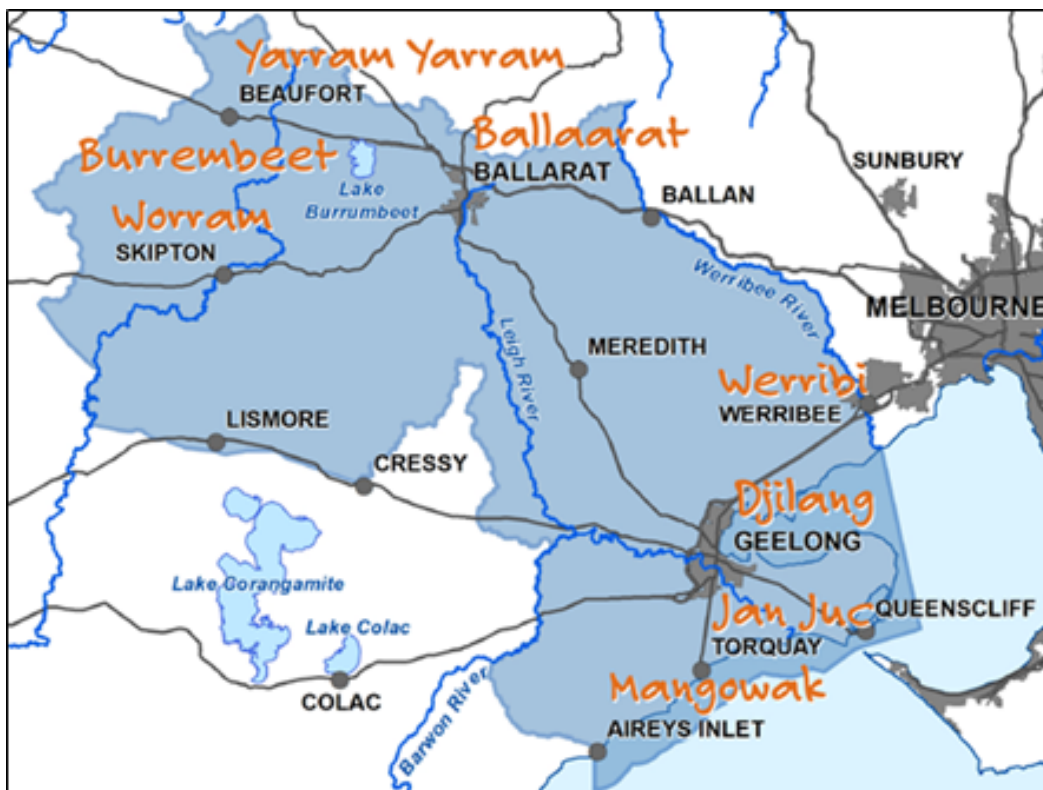 Yarram Yarram
BEAUFORT
Ballaarat
Burrembeet
BALLARAT
SUNBURY
Lake
Burrumbeet
BALLAN
Worram
SKIPTON
Werribee River
MELBOURNE
Leigh River
MEREDITH
Werribi
WERRIBEE
LISMORE
CRESSY
Djilang
GEELONG
Lake Corangamite
Jan Juc
QUEENSCLIFF
Lake Colac
TORQUAY
Mangowak
COLAC
Barwon River
AIREYS INLET